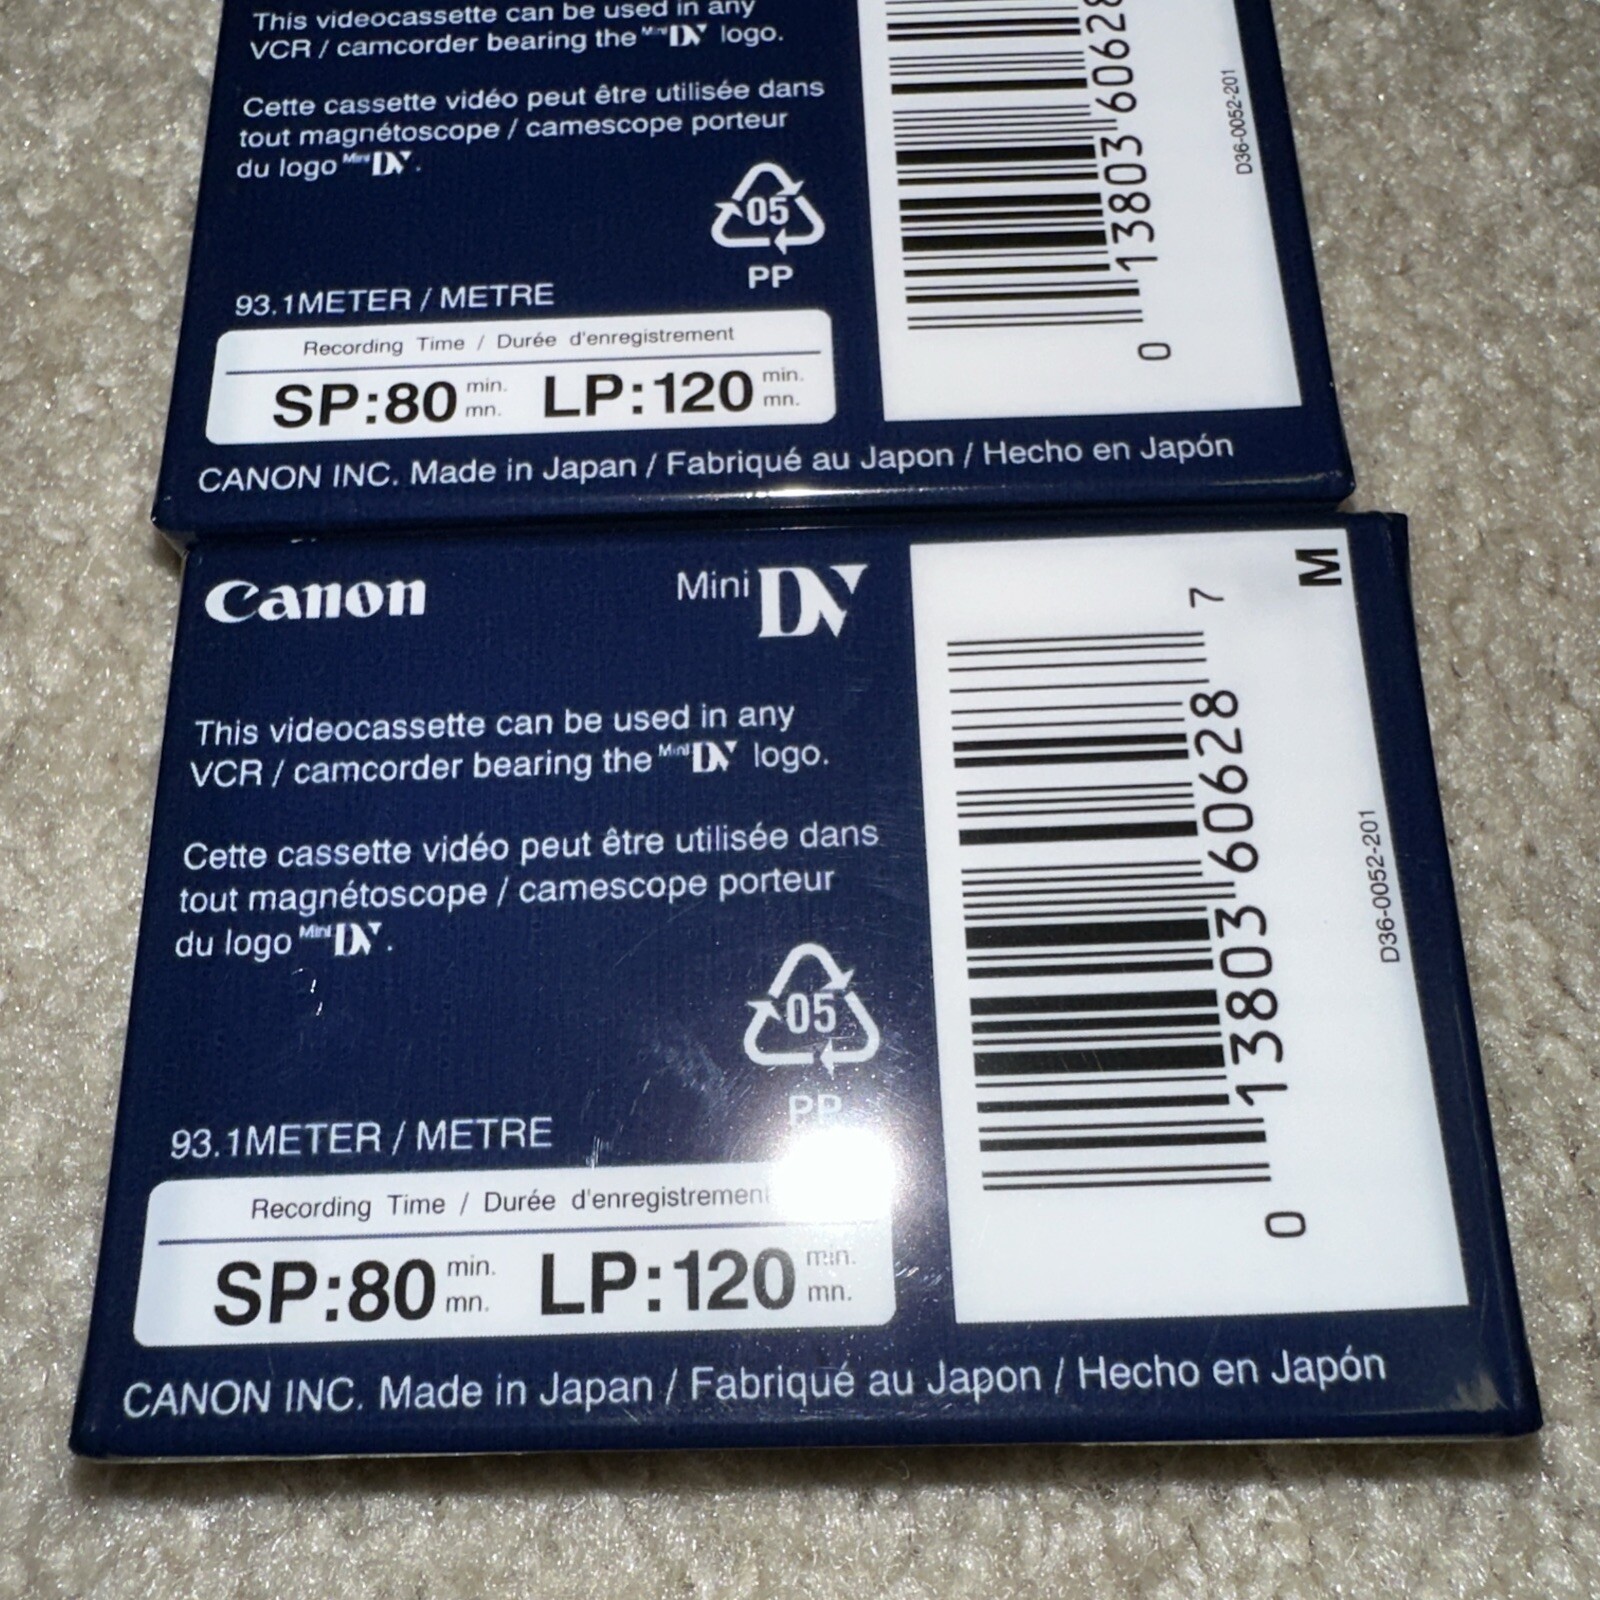 This videocassette can be used in any
VCR / camcorder bearing the Mini DV logo.
Cette cassette vidéo peut être utilisée dans
tout magnétoscope / camescope porteur
du logo Mini DV.
05
PP
93.1METER / METRE
Recording Time / Durée d'enregistrement
SP:80 min. mn. LP:120 min. mn.
CANON INC. Made in Japan / Fabriqué au Japon / Hecho en Japón
0 13803 60628
D36-0052-201
Canon
Mini DV
This videocassette can be used in any
VCR / camcorder bearing the Mini DV logo.
Cette cassette vidéo peut être utilisée dans
tout magnétoscope / camescope porteur
du logo Mini DV.
05
PP
93.1METER / METRE
Recording Time / Durée d'enregistrement
SP:80 min. mn. LP:120 min. mn.
CANON INC. Made in Japan / Fabriqué au Japon / Hecho en Japón
0 13803 60628 7
M
D36-0052-201